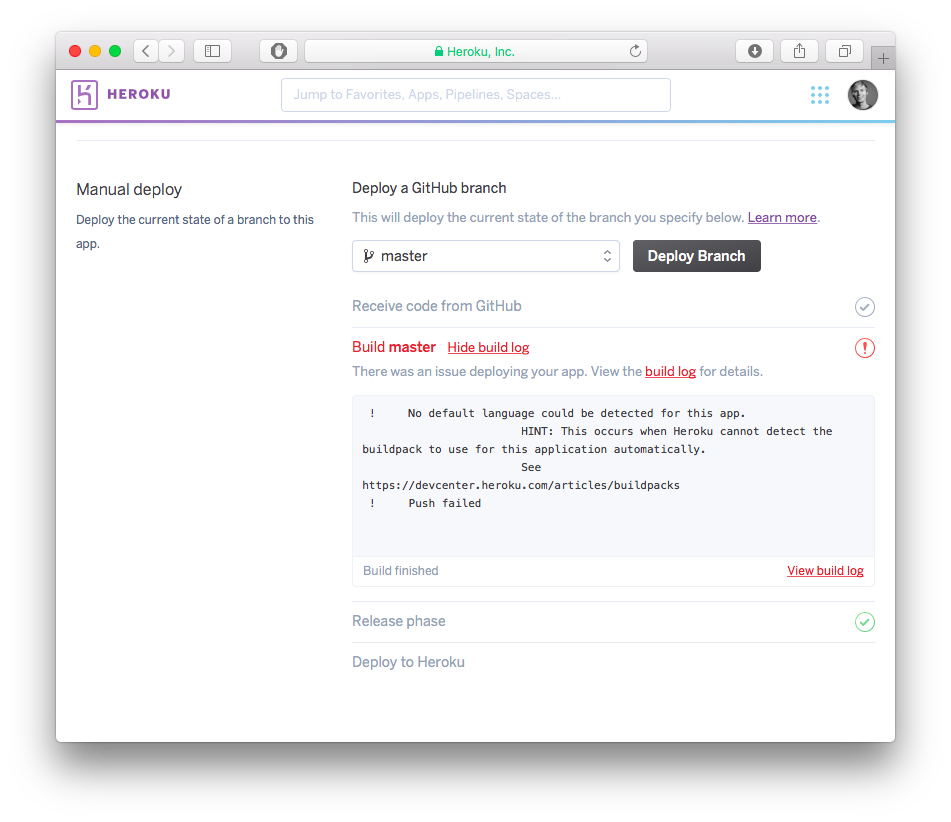 Heroku, Inc.
HEROKU
Jump to Favorites, Apps, Pipelines, Spaces...
Manual deploy
Deploy the current state of a branch to this
app.
Deploy a GitHub branch
This will deploy the current state of the branch you specify below. Learn more.
master
Deploy Branch
Receive code from GitHub
Build master Hide build log
There was an issue deploying your app. View the build log for details.
! No default language could be detected for this app.
HINT: This occurs when Heroku cannot detect the
buildpack to use for this application automatically.
See
https://devcenter.heroku.com/articles/buildpacks
! Push failed
Build finished
View build log
Release phase
Deploy to Heroku